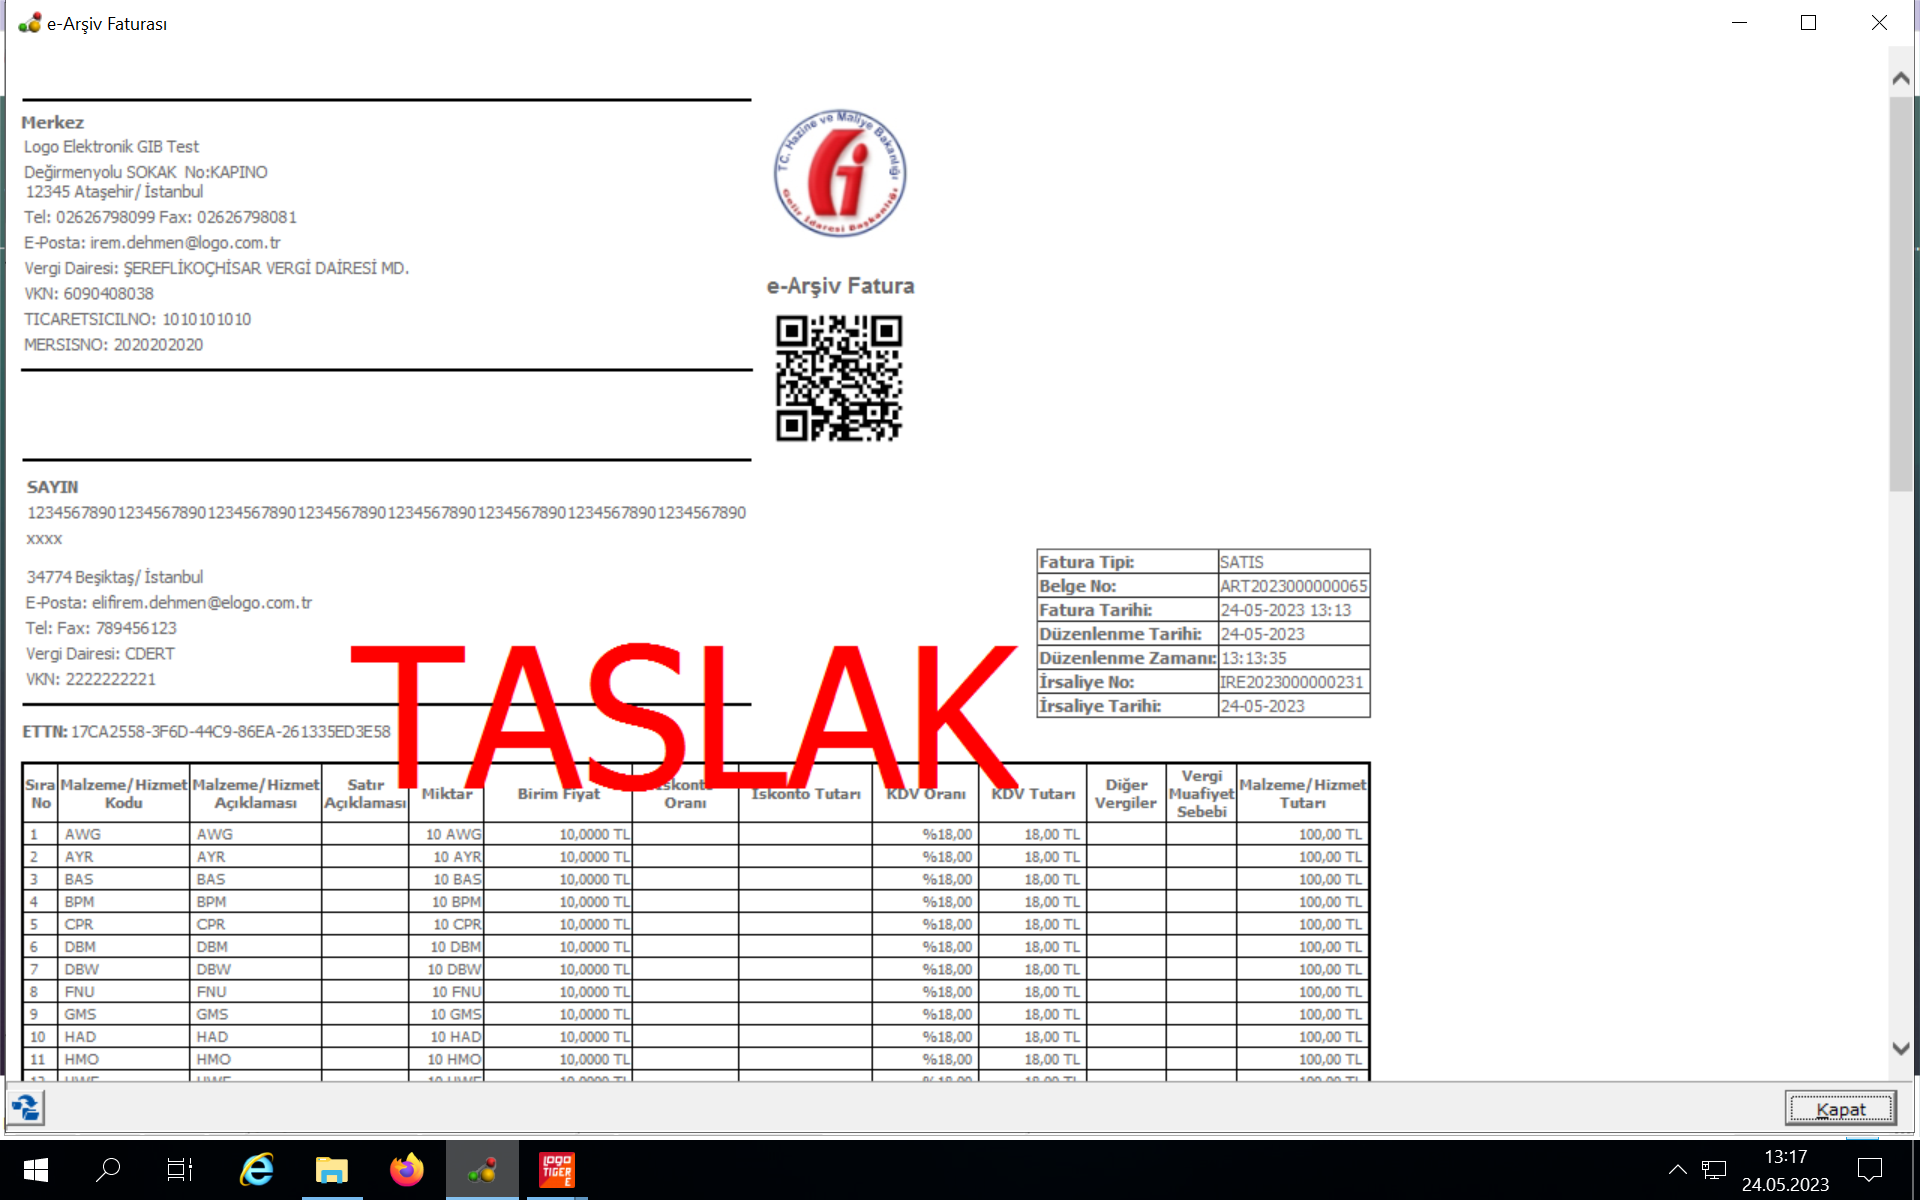 e-Arşiv Faturası
Merkez
Logo Elektronik GIB Test
Değirmenyolu SOKAK No:KAPINO
12345 Ataşehir/ İstanbul
Tel: 02626798099 Fax: 02626798081
E-Posta: irem.dehmen@logo.com.tr
Vergi Dairesi: ŞEREFLİKOÇHİSAR VERGİ DAİRESİ MD.
VKN: 6090408038
TICARETSICILNO: 1010101010
MERSISNO: 2020202020
TC. Hazine ve Maliye Bakanlığı
Gelir İdaresi Başkanlığı
e-Arşiv Fatura
SAYIN
12345678901234567890123456789012345678901234567890123456789012345678901234567890
xxxx
34774 Beşiktaş/ İstanbul
E-Posta: elifirem.dehmen@elogo.com.tr
Tel: Fax: 789456123
Vergi Dairesi: CDERT
VKN: 2222222221
Fatura Tipi: SATIS
Belge No: ART2023000000065
Fatura Tarihi: 24-05-2023 13:13
Düzenlenme Tarihi: 24-05-2023
Düzenlenme Zamanı: 13:13:35
İrsaliye No: IRE2023000000231
İrsaliye Tarihi: 24-05-2023
TASLAK
ETTN: 17CA2558-3F6D-44C9-86EA-261335ED3E58
Sıra No Malzeme/Hizmet Kodu Malzeme/Hizmet Açıklaması Satır Açıklaması Miktar Birim Fiyat İskonto Oranı İskonto Tutarı KDV Oranı KDV Tutarı Diğer Vergiler Vergi Muafiyet Sebebi Malzeme/Hizmet Tutarı
1 AWG AWG 10 AWG 10,0000 TL %18,00 18,00 TL 100,00 TL
2 AYR AYR 10 AYR 10,0000 TL %18,00 18,00 TL 100,00 TL
3 BAS BAS 10 BAS 10,0000 TL %18,00 18,00 TL 100,00 TL
4 BPM BPM 10 BPM 10,0000 TL %18,00 18,00 TL 100,00 TL
5 CPR CPR 10 CPR 10,0000 TL %18,00 18,00 TL 100,00 TL
6 DBM DBM 10 DBM 10,0000 TL %18,00 18,00 TL 100,00 TL
7 DBW DBW 10 DBW 10,0000 TL %18,00 18,00 TL 100,00 TL
8 FNU FNU 10 FNU 10,0000 TL %18,00 18,00 TL 100,00 TL
9 GMS GMS 10 GMS 10,0000 TL %18,00 18,00 TL 100,00 TL
10 HAD HAD 10 HAD 10,0000 TL %18,00 18,00 TL 100,00 TL
11 HMO HMO 10 HMO 10,0000 TL %18,00 18,00 TL 100,00 TL
Kapat
LOGO TIGER E
13:17
24.05.2023